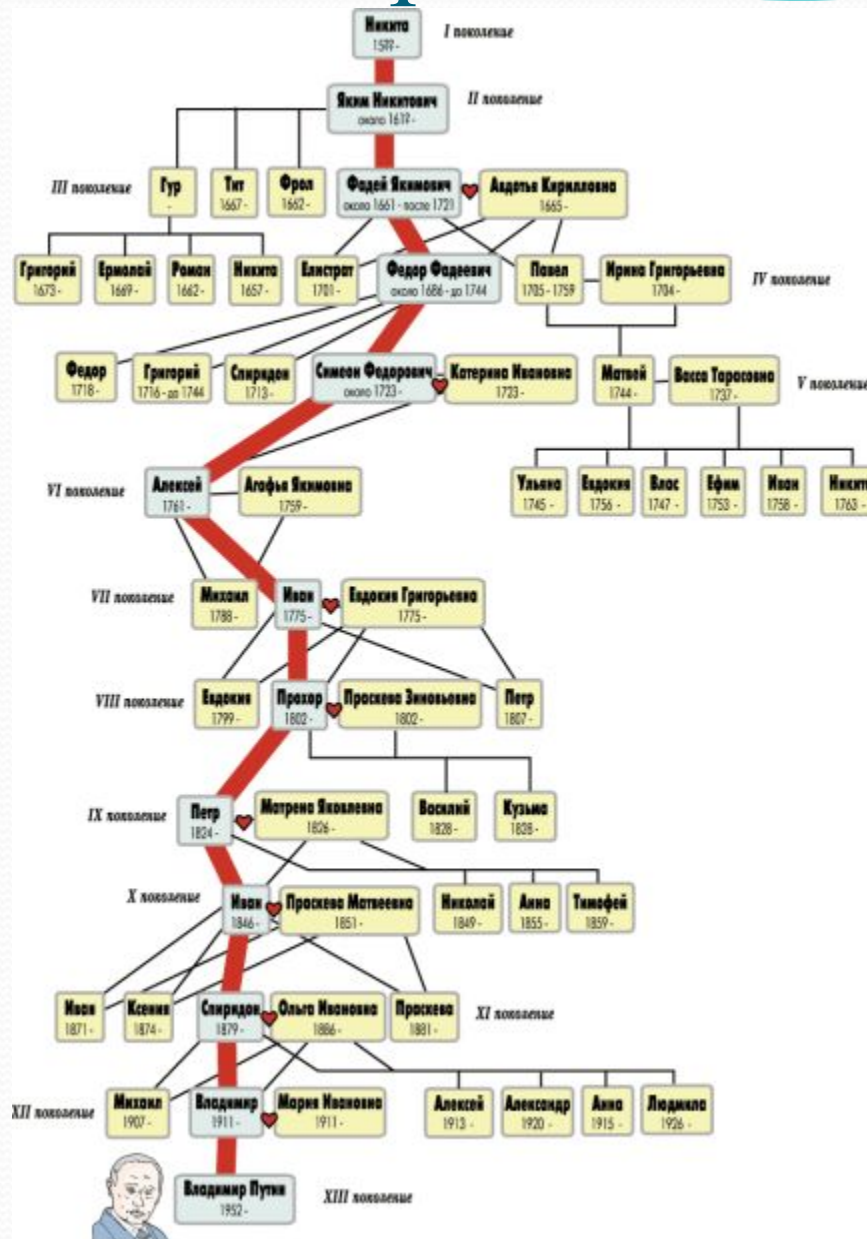 Никита
15??-
I поколение
Яким Никитович
около 161?-
II поколение
III поколение
Гур
-
Тит
1667-
Фрол
1662-
Фадей Якимович
около 1661 - после 1721
Авдотья Кирилловна
1665-
Григорий
1673-
Ермолай
1669-
Роман
1662-
Никита
1657-
Елистрат
1701-
Федор Фадеевич
около 1686 - до 1744
Павел
1705 - 1759
Ирина Григорьевна
1704-
IV поколение
Федор
1718-
Григорий
1716 - до 1744
Спиридон
1713-
Симеон Федорович
около 1723-
Катерина Ивановна
1723-
Матвей
1744-
Васса Тарасовна
1737-
V поколение
VI поколение
Алексей
1761-
Агафья Якимовна
1759-
Ульяна
1745 -
Евдокия
1756 -
Влас
1747 -
Ефим
1753 -
Иван
1758 -
Никита
1763 -
VII поколение
Михаил
1788-
Иван
1775-
Евдокия Григорьевна
1775-
VIII поколение
Евдокия
1799 -
Прохор
1802 -
Праскева Зиновьевна
1802 -
Петр
1807 -
IX поколение
Петр
1824 -
Матрена Яковлевна
1826 -
Василий
1828 -
Кузьма
1828 -
X поколение
Иван
1846-
Праскева Матвеевна
1851-
Николай
1849-
Анна
1855-
Тимофей
1859-
Иван
1871 -
Ксения
1874 -
Спиридон
1879 -
Ольга Ивановна
1886 -
Праскева
1881 -
XI поколение
XII поколение
Михаил
1907 -
Владимир
1911 -
Мария Ивановна
1911 -
Алексей
1913 -
Александр
1920 -
Анна
1915 -
Людмила
1926 -
Владимир Путин
1952 -
XIII поколение